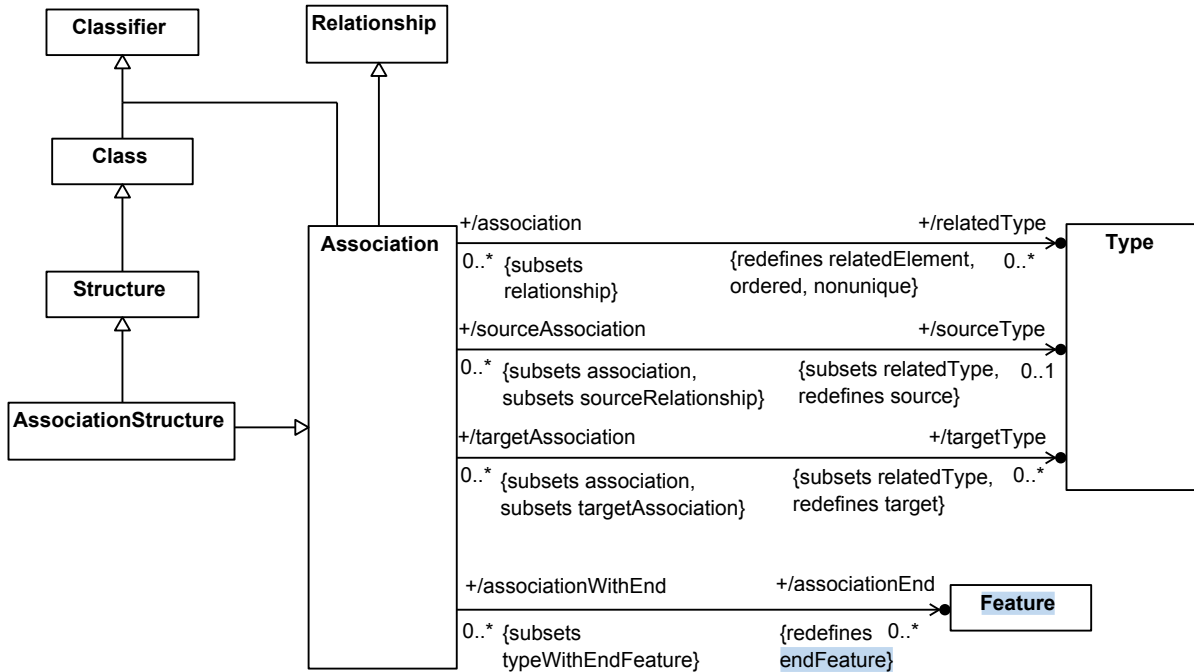 Classifier
Relationship
Class
Structure
AssociationStructure
Association
+/association
+/relatedType
0..*
{subsets
relationship}
{redefines relatedElement,
ordered, nonunique}
0..*
+/sourceAssociation
+/sourceType
0..*
{subsets association,
subsets sourceRelationship}
{subsets relatedType,
redefines source}
0..1
+/targetAssociation
+/targetType
0..*
{subsets association,
subsets targetAssociation}
{subsets relatedType,
redefines target}
0..*
Type
+/associationWithEnd
+/associationEnd
0..*
{subsets
typeWithEndFeature}
{redefines
endFeature}
0..*
Feature